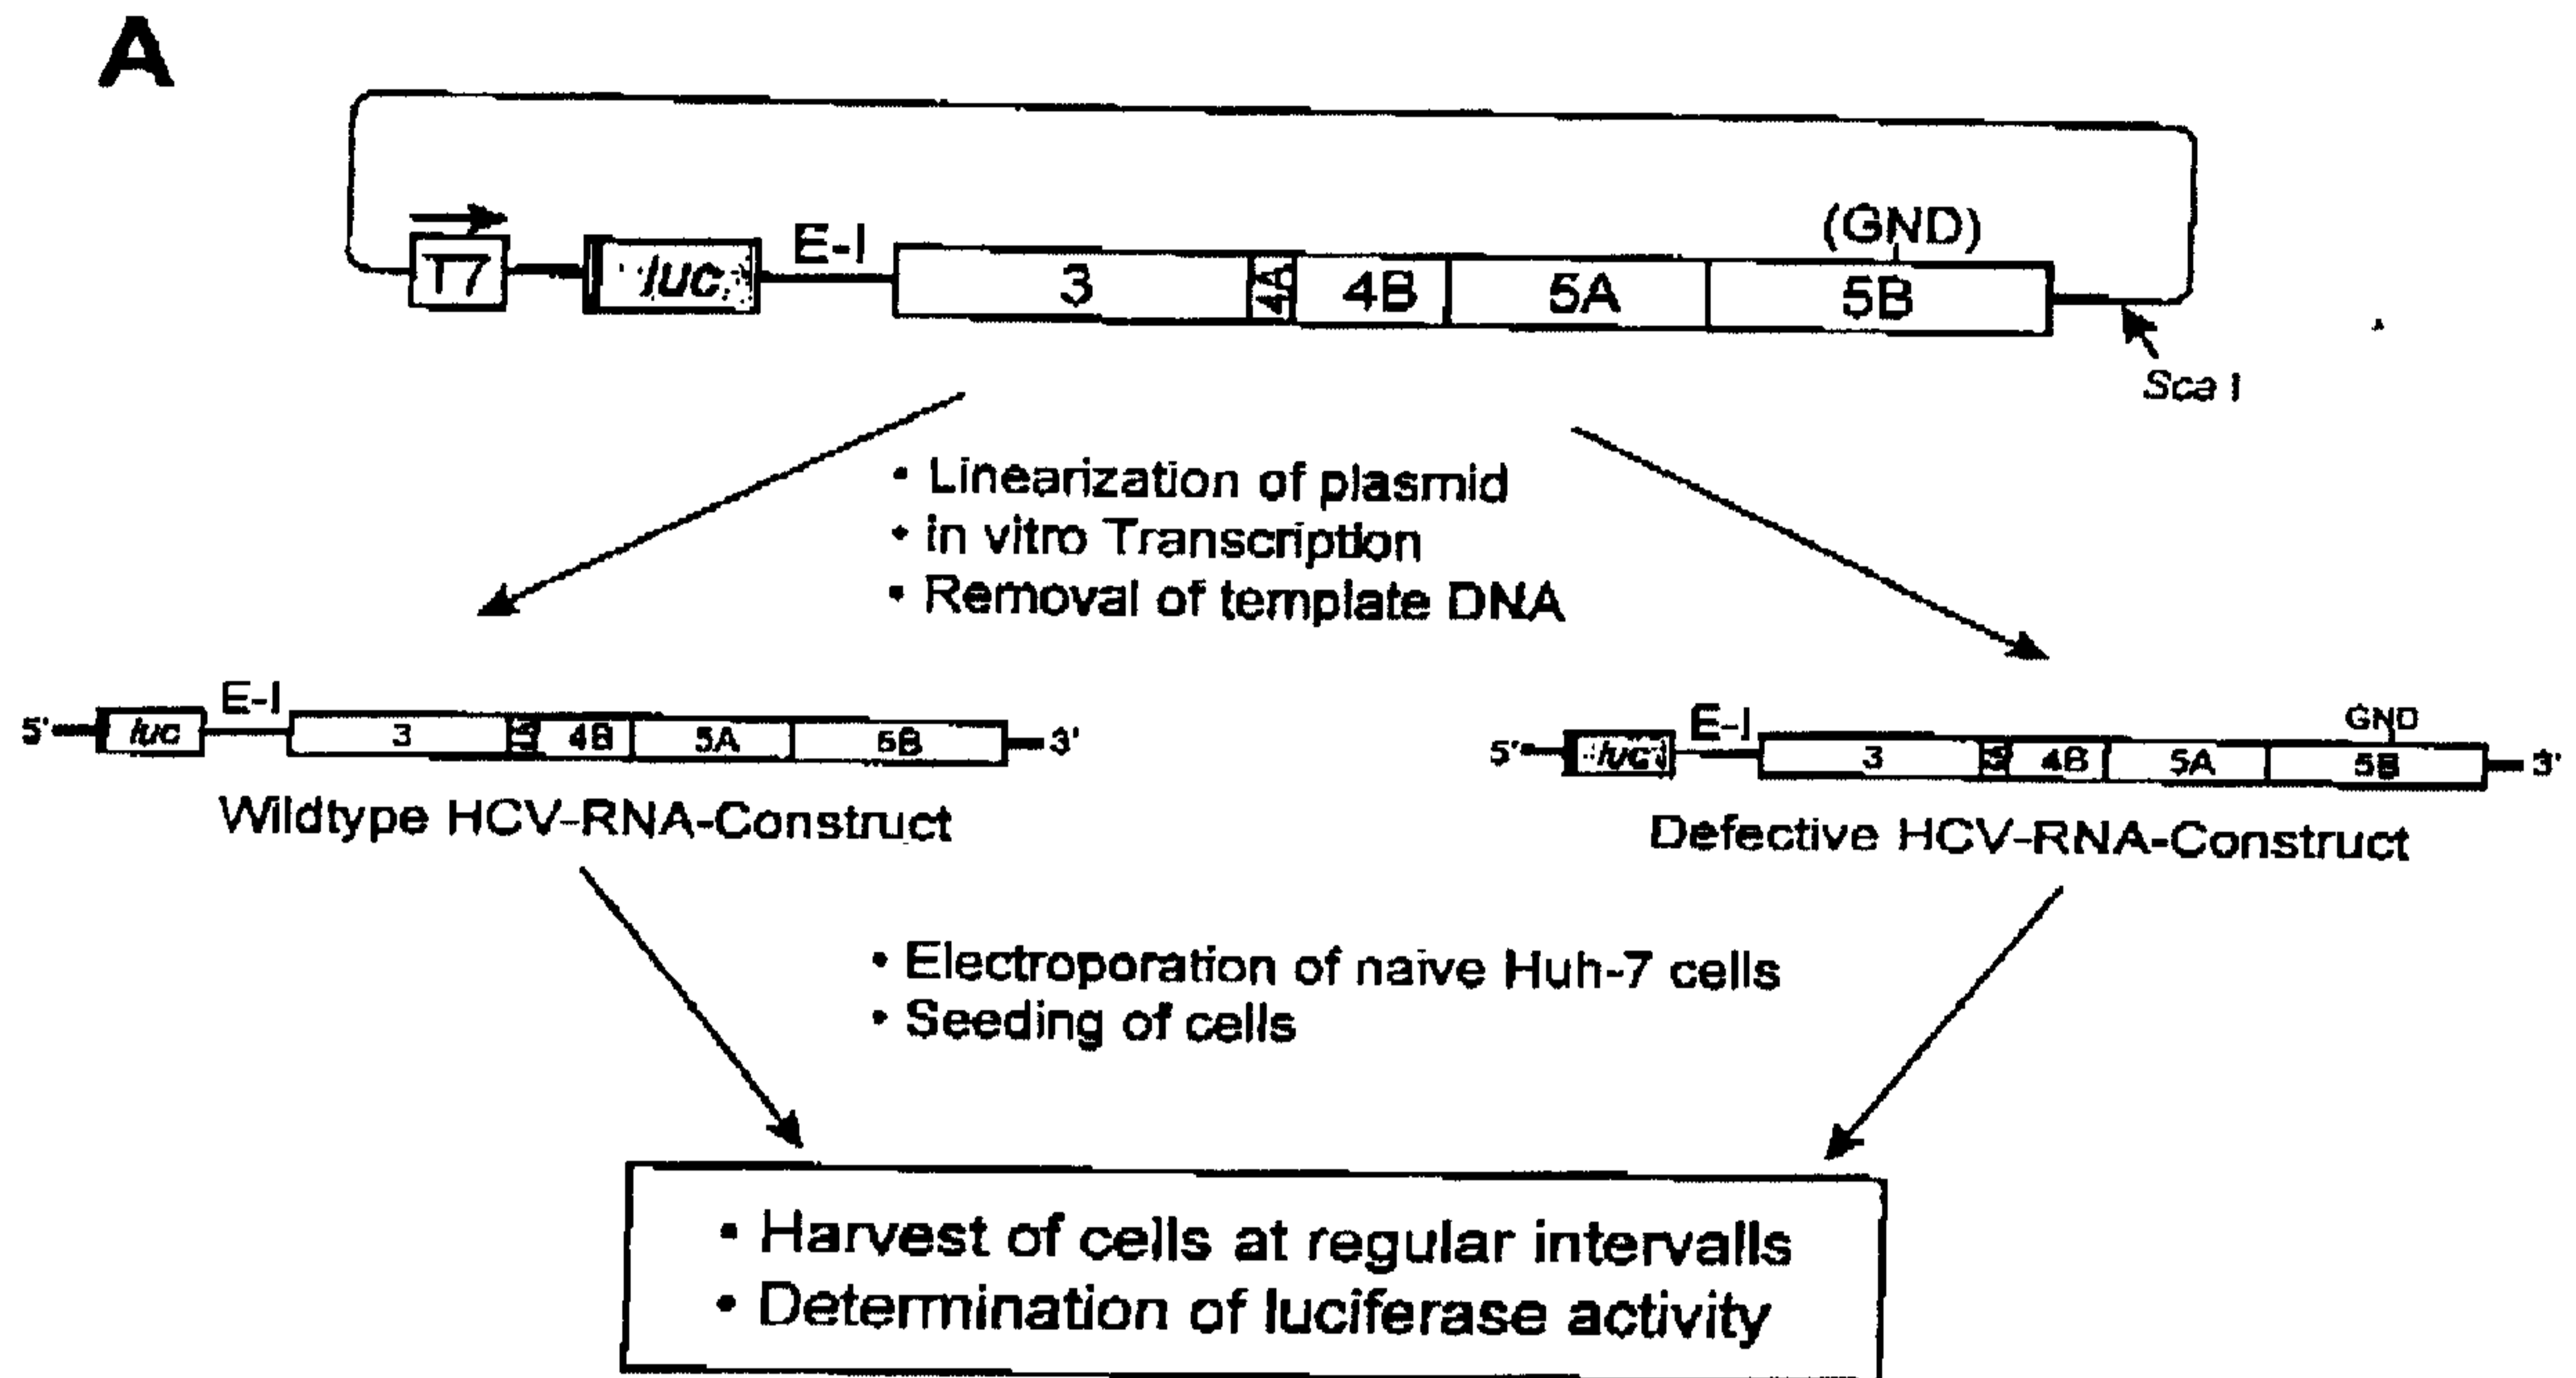 A
(GND)
E-I
T7 luc 3 4A 4B 5A 5B
Sca I
• Linearization of plasmid
• in vitro Transcription
• Removal of template DNA
E-I
5' luc 3 4B 5A 5B 3'
Wildtype HCV-RNA-Construct
GND
E-I
5' luc 3 4B 5A 5B 3'
Defective HCV-RNA-Construct
• Electroporation of naive Huh-7 cells
• Seeding of cells
• Harvest of cells at regular intervalls
• Determination of luciferase activity